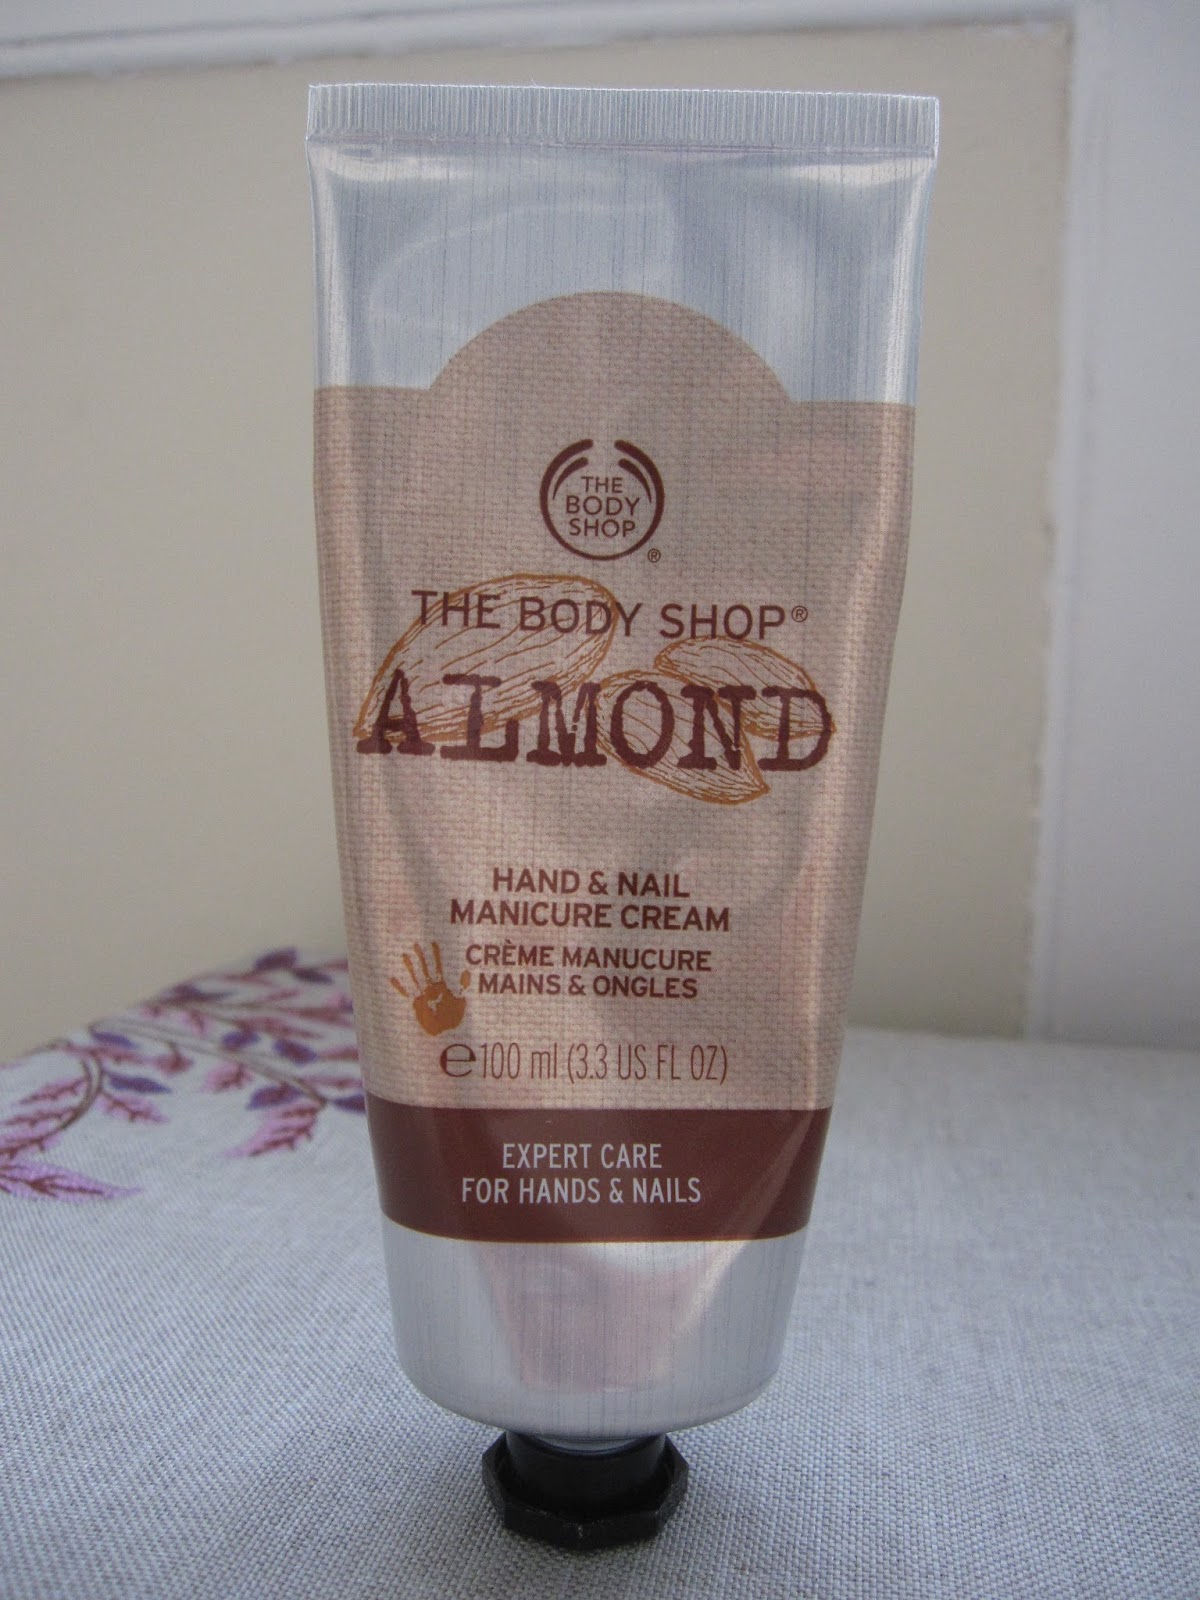 THE
BODY
SHOP
®
THE BODY SHOP®
ALMOND
HAND & NAIL
MANICURE CREAM
CRÈME MANUCURE
MAINS & ONGLES
℮100 ml (3.3 US FL OZ)
EXPERT CARE
FOR HANDS & NAILS